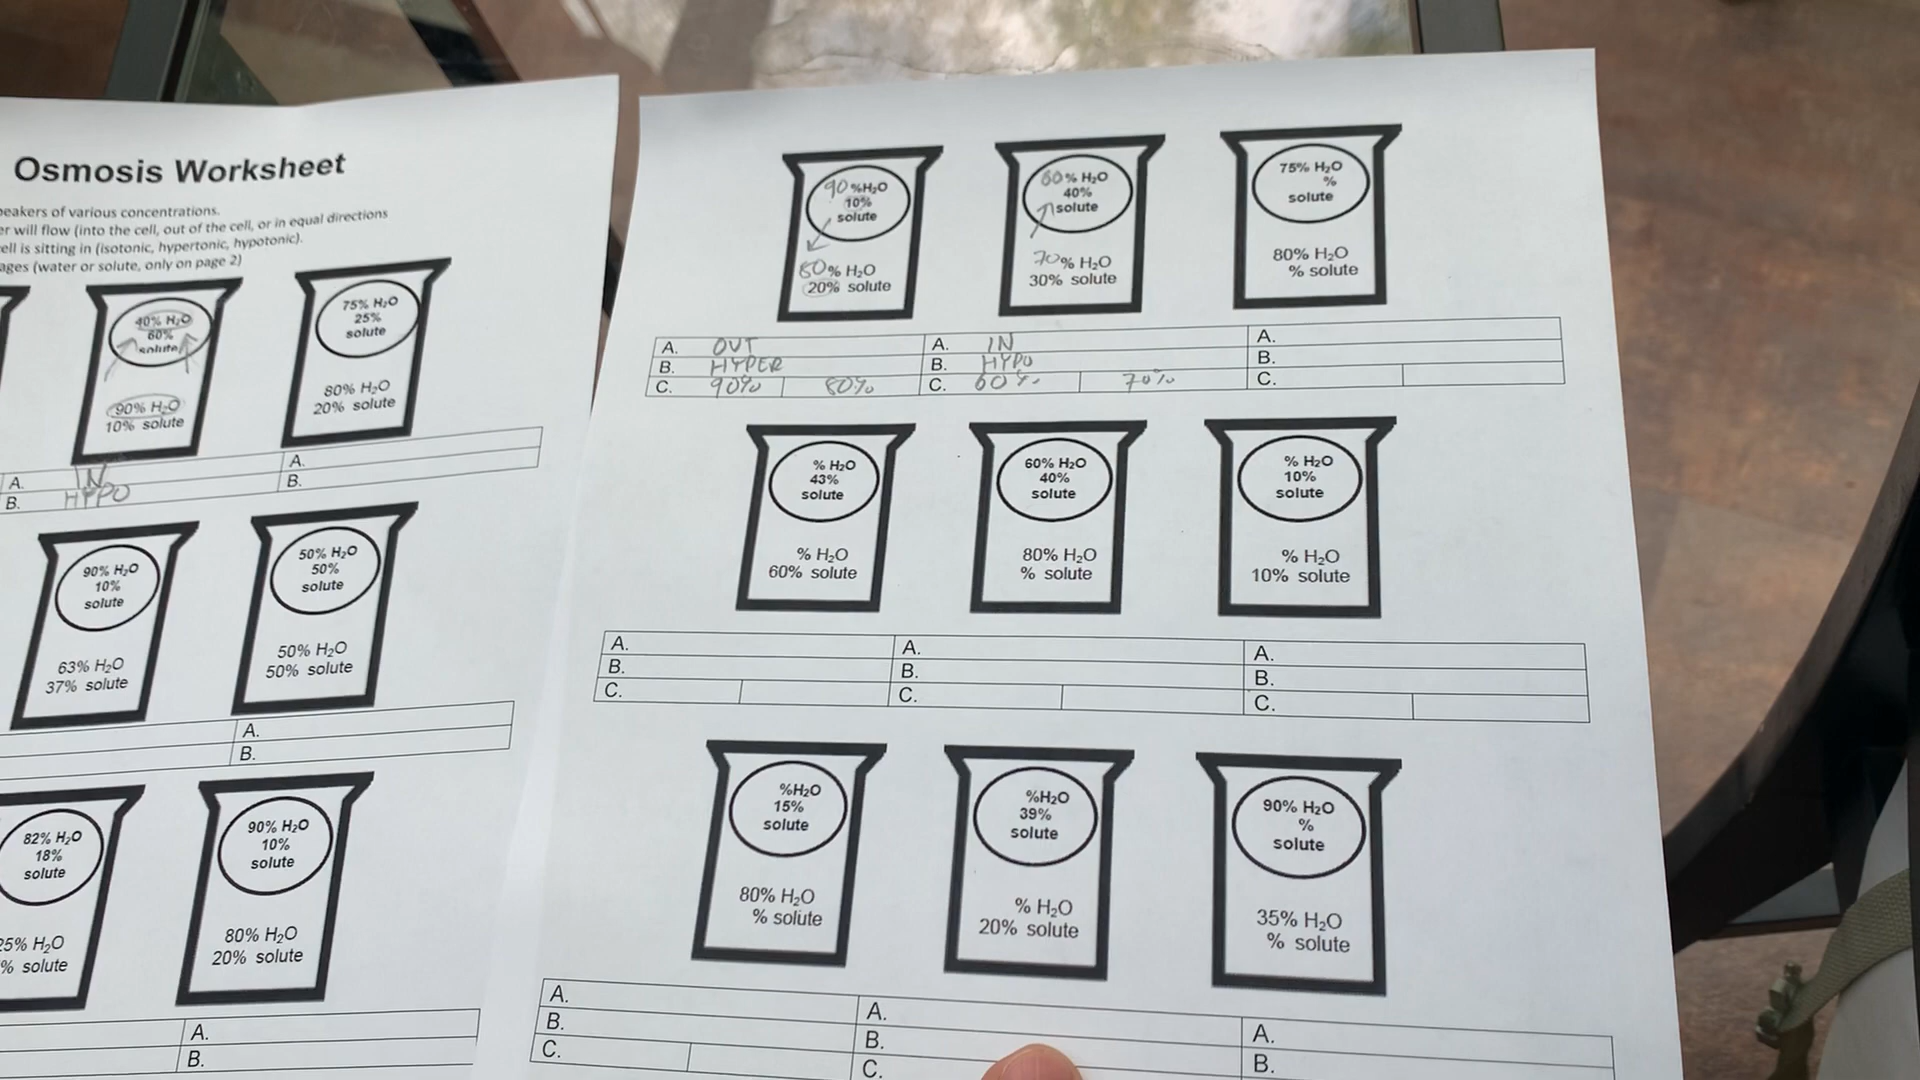 Osmosis Worksheet
beakers of various concentrations.
er will flow (into the cell, out of the cell, or in equal directions
ell is sitting in (isotonic, hypertonic, hypotonic).
ages (water or solute, only on page 2)
40% H₂O
60%
solute
90% H₂O
10% solute
75% H₂O
25%
solute
80% H₂O
20% solute
A. IN
B. HYPO
A.
B.
90% H₂O
10%
solute
63% H₂O
37% solute
50% H₂O
50%
solute
50% H₂O
50% solute
A.
B.
82% H₂O
18%
solute
25% H₂O
% solute
90% H₂O
10%
solute
80% H₂O
20% solute
A.
B.
90 %H₂O
10%
solute
80% H₂O
20% solute
60% H₂O
40%
solute
70% H₂O
30% solute
75% H₂O
%
solute
80% H₂O
% solute
A. OUT
B. HYPER
C. 90% 80%
A. IN
B. HYPO
C. 60% 70%
A.
B.
C.
% H₂O
43%
solute
% H₂O
60% solute
60% H₂O
40%
solute
80% H₂O
% solute
% H₂O
10%
solute
% H₂O
10% solute
A.
B.
C.
A.
B.
C.
A.
B.
C.
%H₂O
15%
solute
80% H₂O
% solute
%H₂O
39%
solute
% H₂O
20% solute
90% H₂O
%
solute
35% H₂O
% solute
A.
B.
C.
A.
B.
C.
A.
B.